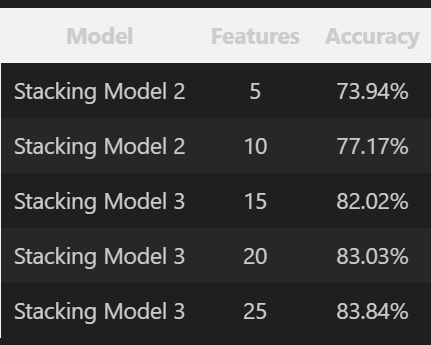 Model Features Accuracy
Stacking Model 2 5 73.94%
Stacking Model 2 10 77.17%
Stacking Model 3 15 82.02%
Stacking Model 3 20 83.03%
Stacking Model 3 25 83.84%